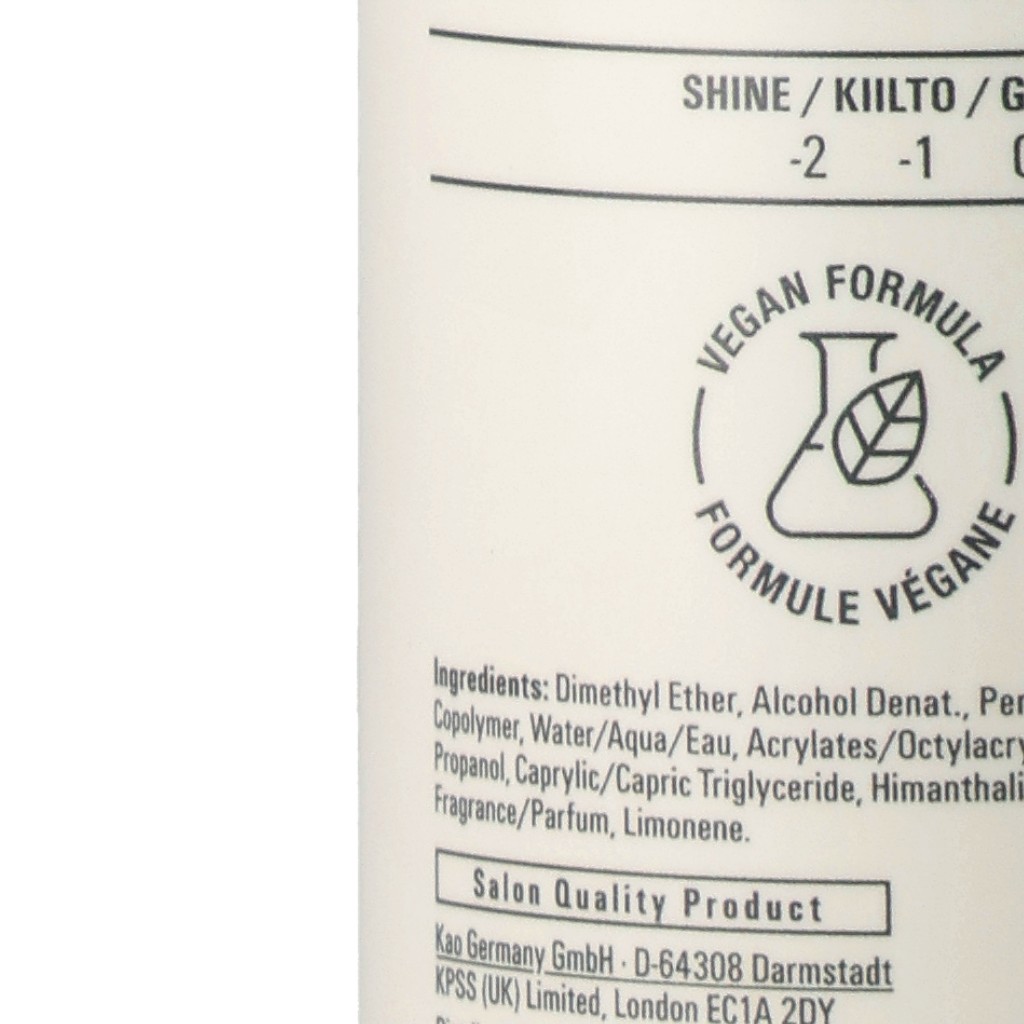 SHINE / KIILTO / G
-2 -1
VEGAN FORMULA
FORMULE VÉGANE
Ingredients: Dimethyl Ether, Alcohol Denat., Per
Copolymer, Water/Aqua/Eau, Acrylates/Octylacry
Propanol, Caprylic/Capric Triglyceride, Himanthali
Fragrance/Parfum, Limonene.
Salon Quality Product
Kao Germany GmbH · D-64308 Darmstadt
KPSS (UK) Limited, London EC1A 2DY